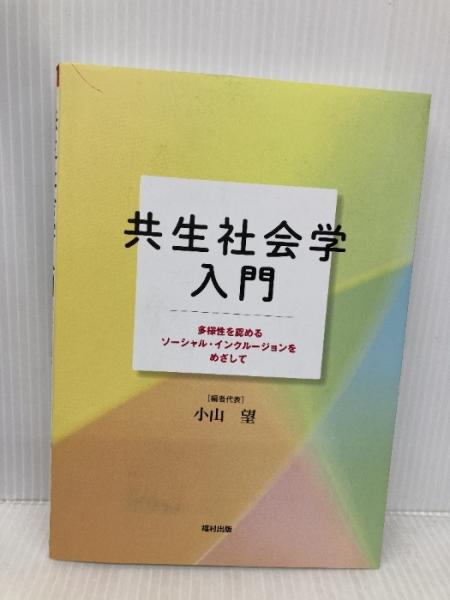 共生社会学
入門
多様性を認める
ソーシャル・インクルージョンを
めざして
[編者代表]
小山 望
福村出版